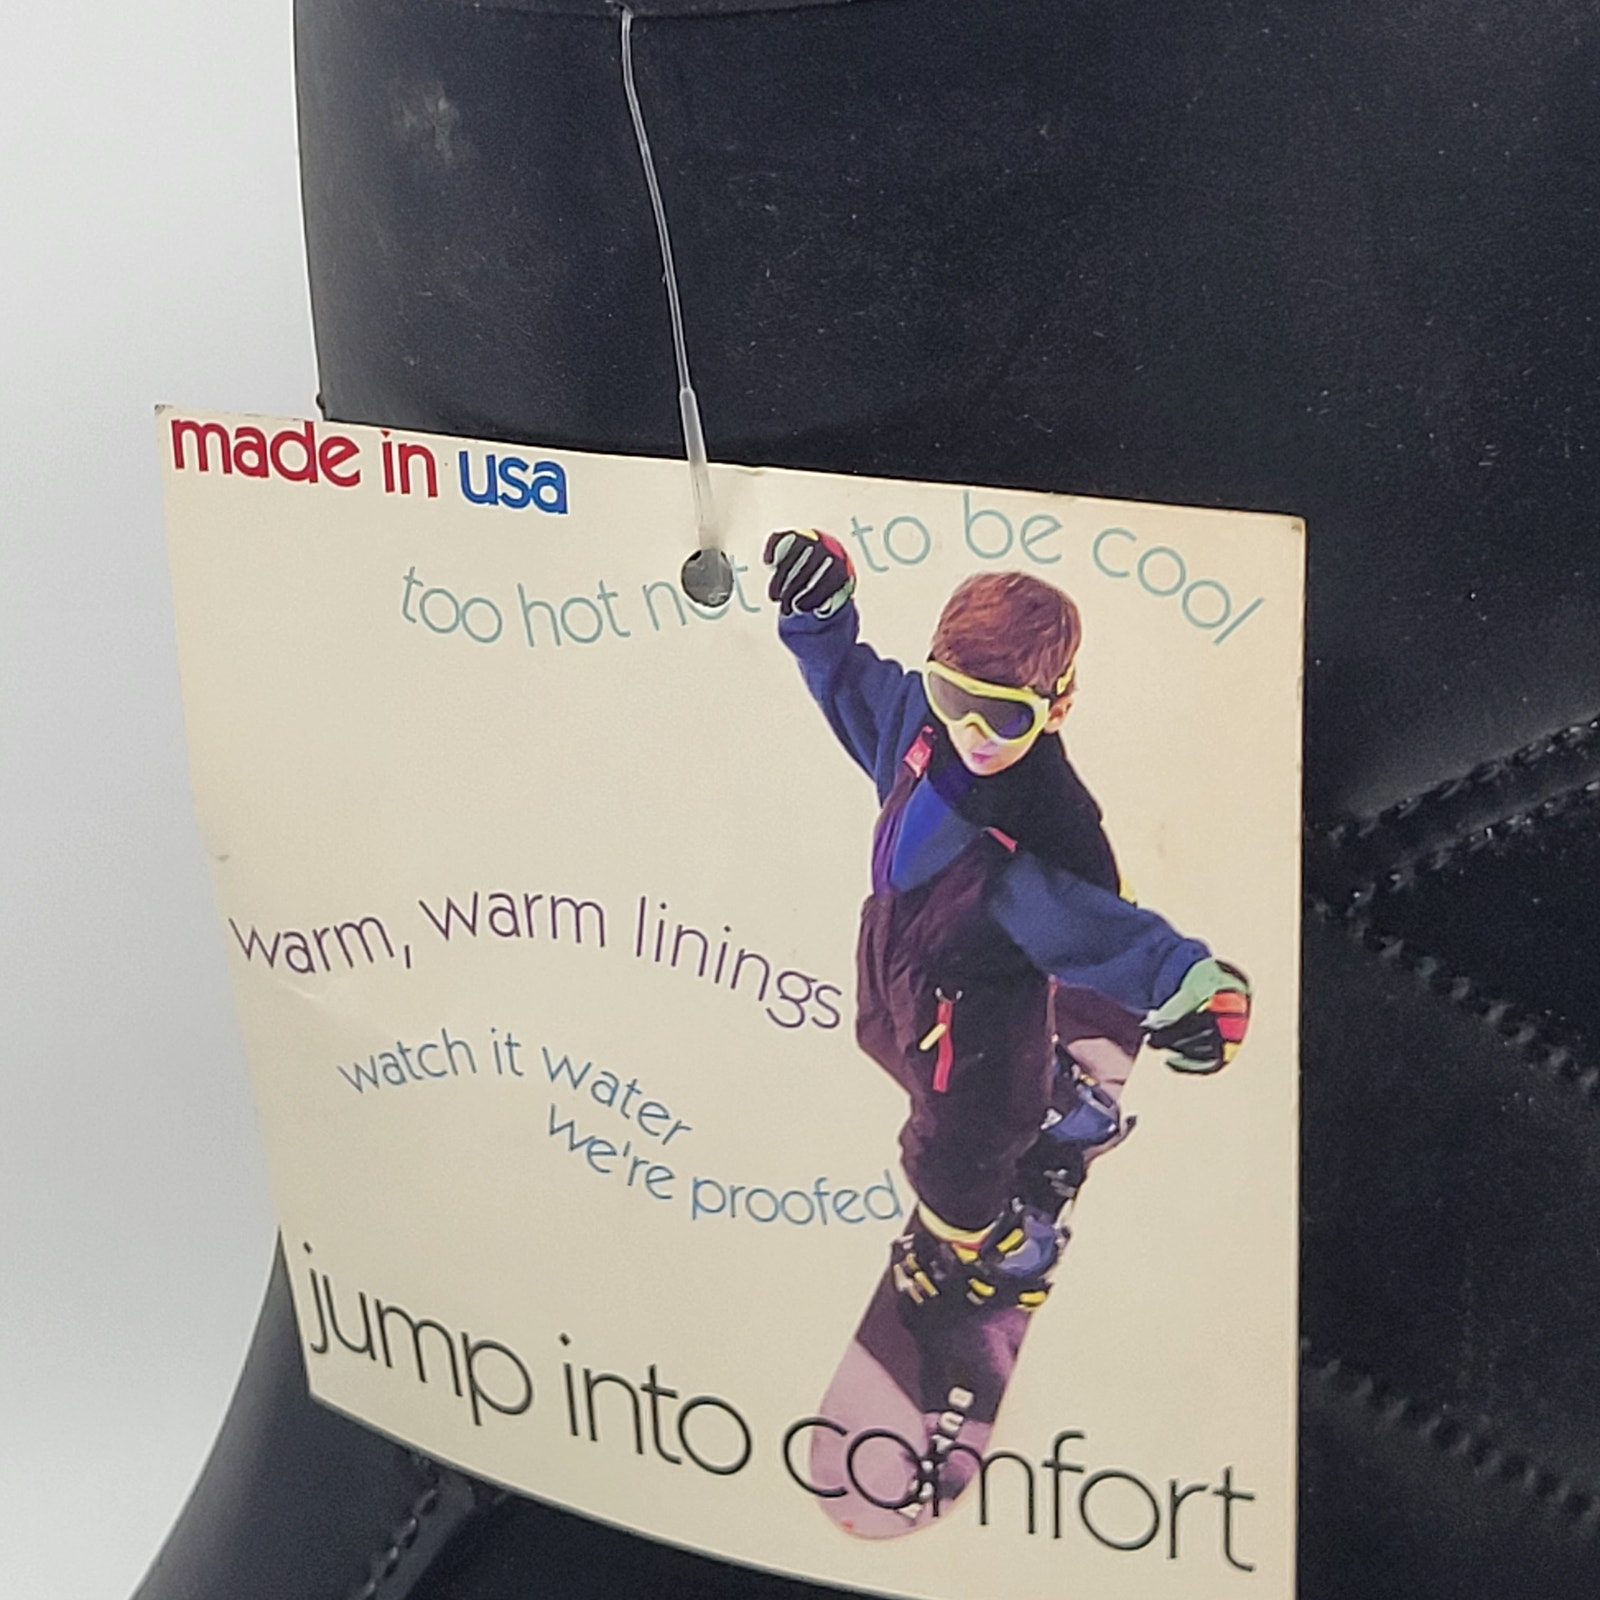 made in usa
too hot not to be cool
warm, warm linings
watch it water
we're proofed
jump into comfort